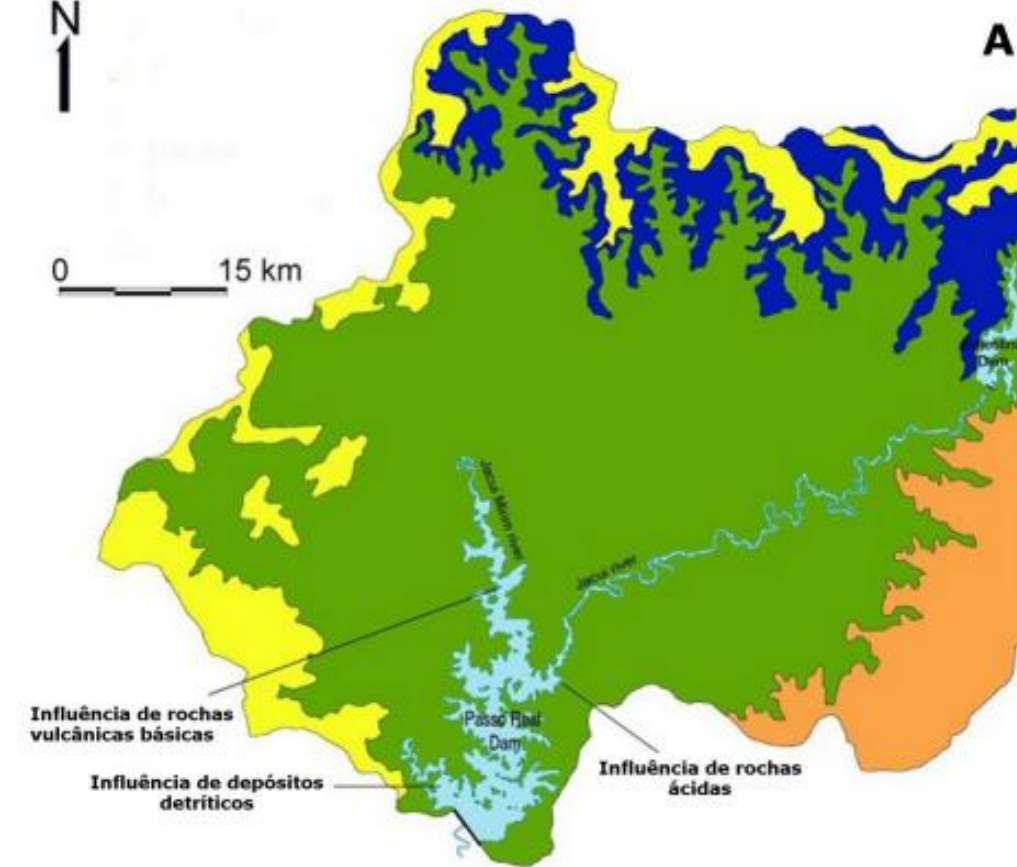 N
A
0 15 km
Jacuí Mirim river
Jacuí river
Dam
Passo Real
Dam
Influência de rochas
vulcânicas básicas
Influência de depósitos
detríticos
Influência de rochas
ácidas